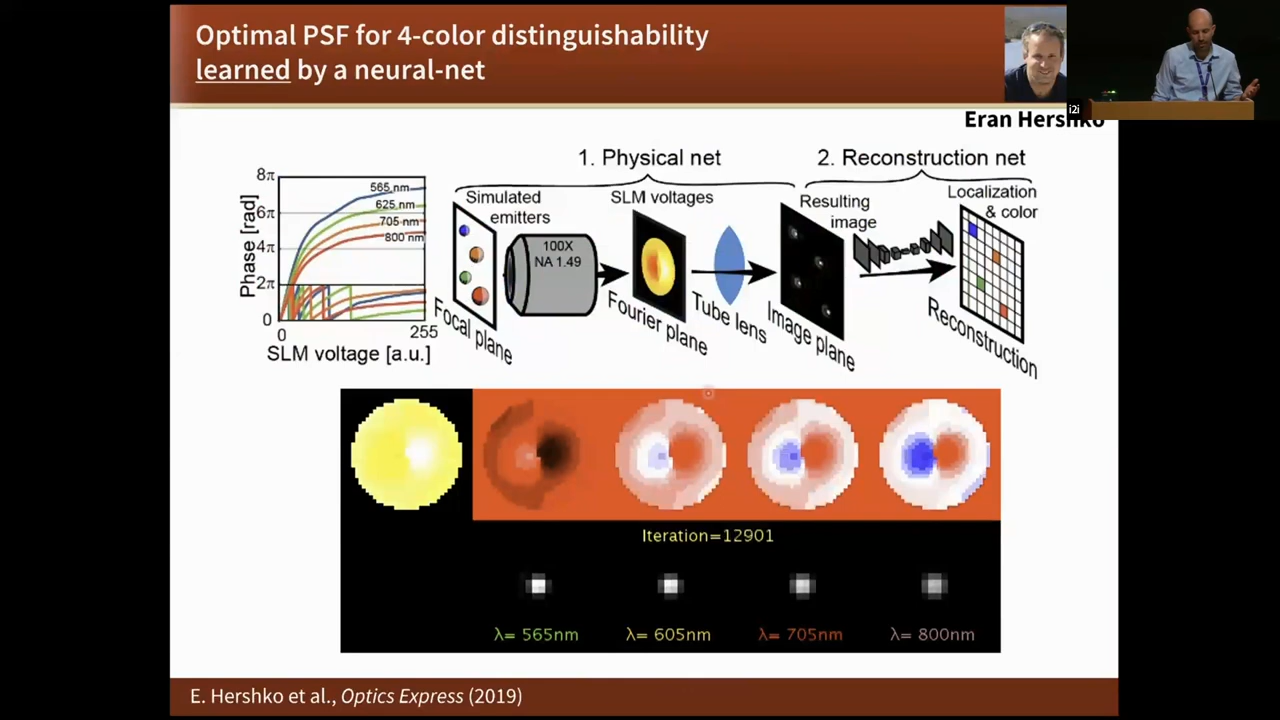 Optimal PSF for 4-color distinguishability
learned by a neural-net
i2i
Eran Hershko
1. Physical net
2. Reconstruction net
8π
6π
4π
2π
0
Phase [rad]
565 nm
625 nm
705 nm
800 nm
0
255
SLM voltage [a.u.]
Simulated
emitters
100X
NA 1.49
Focal plane
SLM voltages
Fourier plane
Tube lens
Resulting
image
Image plane
Localization
& color
Reconstruction
Iteration=12901
λ= 565nm
λ= 605nm
λ= 705nm
λ= 800nm
E. Hershko et al., Optics Express (2019)